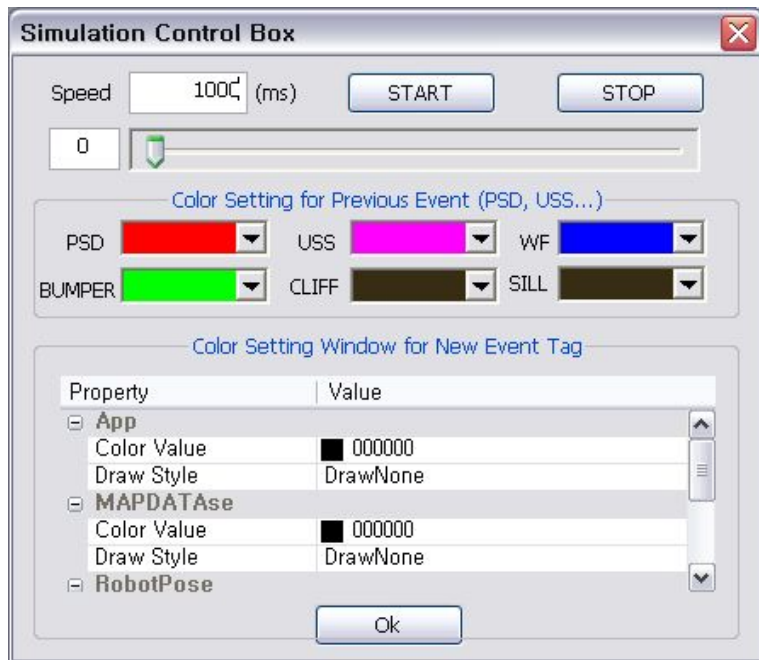 Simulation Control Box
Speed 1000 (ms) START STOP
0
Color Setting for Previous Event (PSD, USS...)
PSD USS WF
BUMPER CLIFF SILL
Color Setting Window for New Event Tag
Property Value
App
Color Value 000000
Draw Style DrawNone
MAPDATAse
Color Value 000000
Draw Style DrawNone
RobotPose
Ok